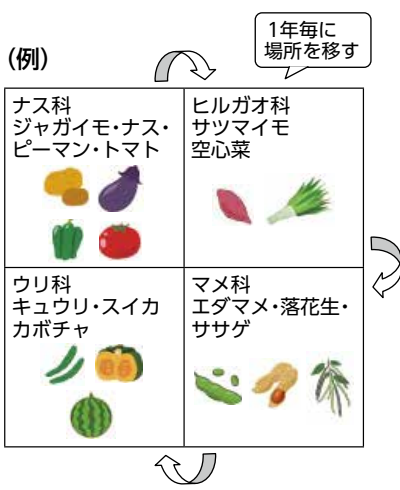 (例)
1年毎に
場所を移す
ナス科
ジャガイモ・ナス・
ピーマン・トマト
ヒルガオ科
サツマイモ
空心菜
ウリ科
キュウリ・スイカ
カボチャ
マメ科
エダマメ・落花生・
ササゲ